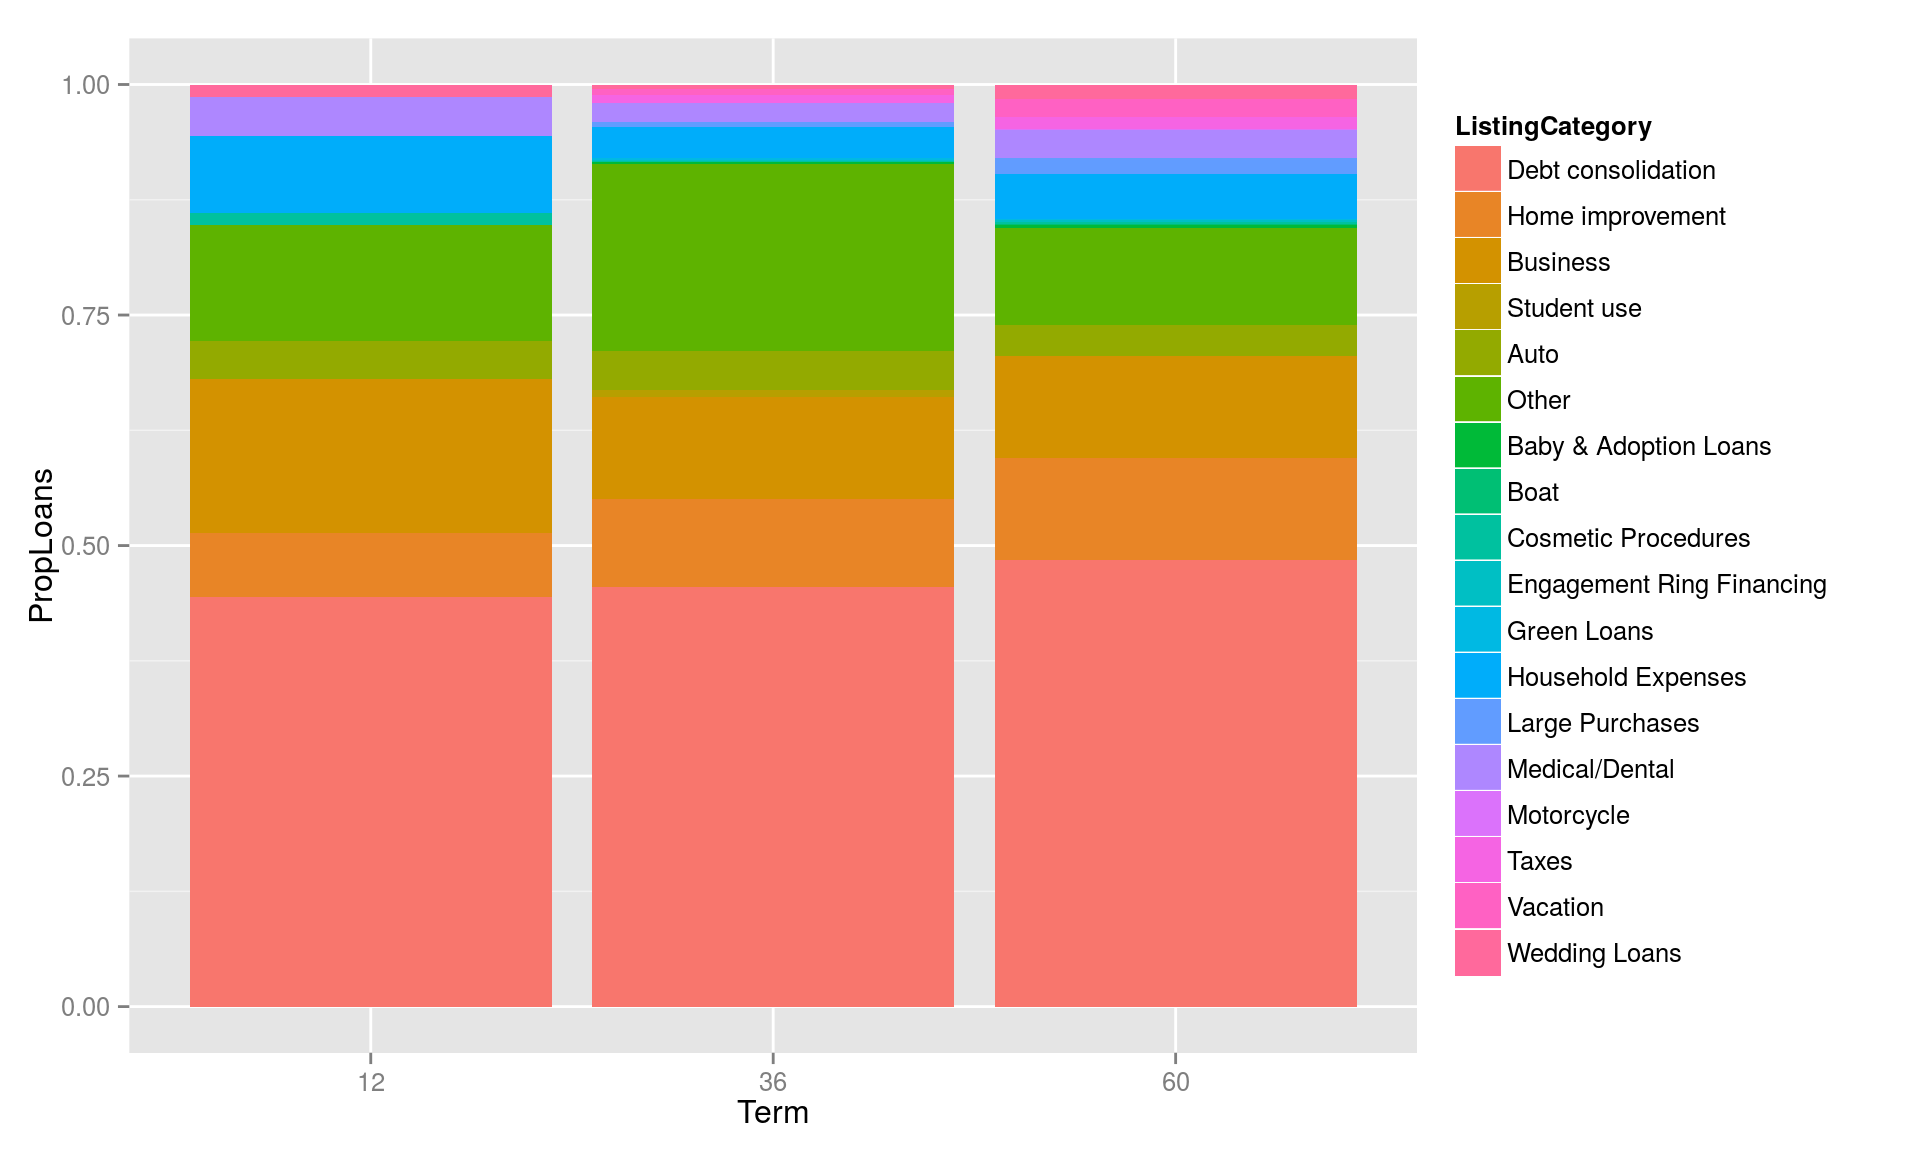 1.00
0.75
0.50
0.25
0.00
PropLoans
12
36
60
Term
ListingCategory
Debt consolidation
Home improvement
Business
Student use
Auto
Other
Baby & Adoption Loans
Boat
Cosmetic Procedures
Engagement Ring Financing
Green Loans
Household Expenses
Large Purchases
Medical/Dental
Motorcycle
Taxes
Vacation
Wedding Loans